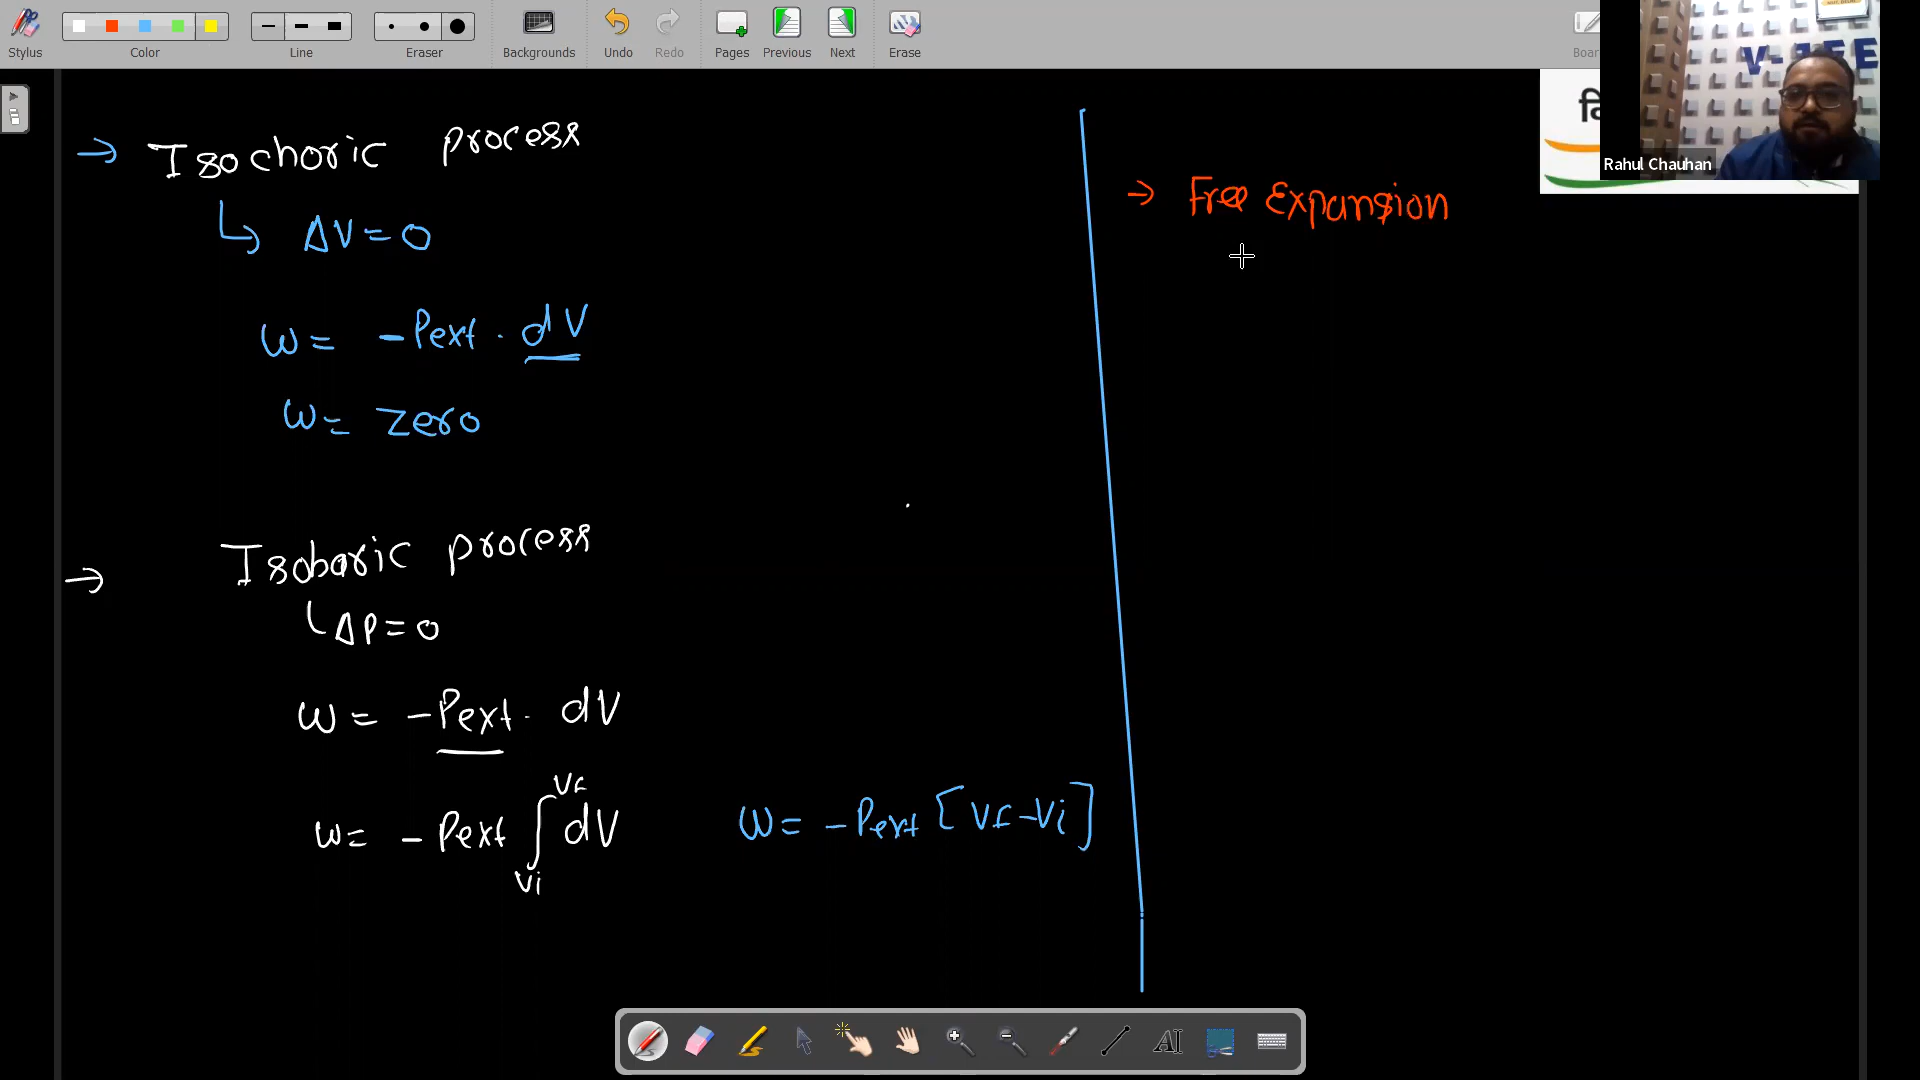 Stylus
Color
Line
Eraser
Backgrounds
Undo
Redo
Pages
Previous
Next
Erase
→ Isochoric process
↳ ΔV = 0
W = -Pext . dV
W = zero
→ Isobaric process
ΔP = 0
W = -Pext . dV
W = -Pext ∫ Vi Vf dV
W = -Pext [Vf - Vi]
→ Free Expansion
Rahul Chauhan
AI